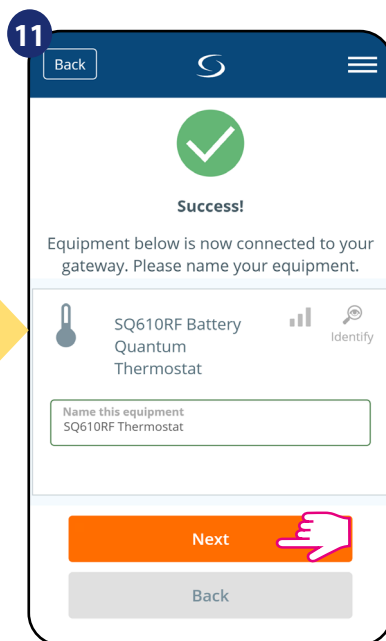 11
Back
Success!
Equipment below is now connected to your
gateway. Please name your equipment.
SQ610RF Battery
Quantum
Thermostat
Identify
Name this equipment
SQ610RF Thermostat
Next
Back